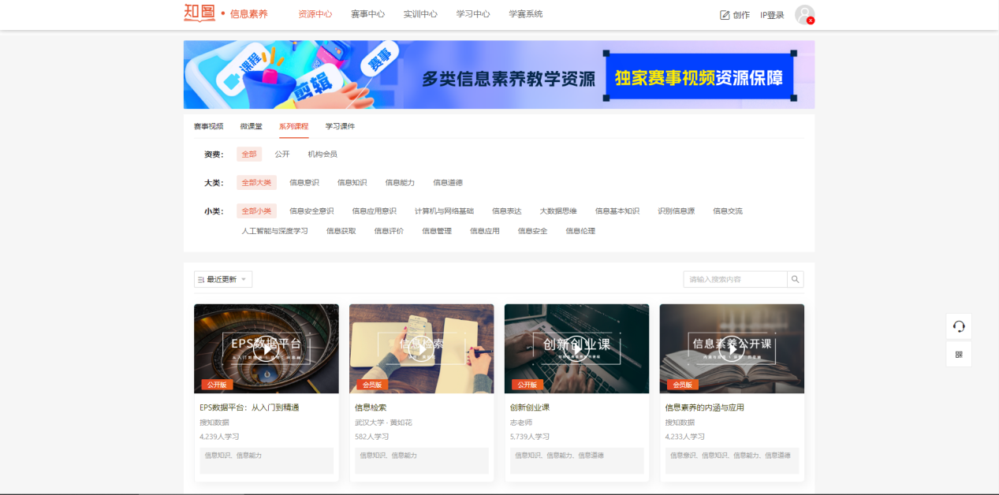 知图 • 信息素养 资源中心 赛事中心 实训中心 学习中心 学赛系统 创作 IP登录
课程 剪辑 赛事 多类信息素养教学资源 独家赛事视频资源保障
赛事视频 微课堂 系列课程 学习课件
资费: 全部 公开 机构会员
大类: 全部大类 信息意识 信息知识 信息能力 信息道德
小类: 全部小类 信息安全意识 信息应用意识 计算机与网络基础 信息表达 大数据思维 信息基本知识 识别信息源 信息交流
人工智能与深度学习 信息获取 信息评价 信息管理 信息应用 信息安全 信息伦理
最近更新 请输入搜索内容
EPS数据平台 信息检索 创新创业课 信息素养公开课
公开版 会员版 公开版 会员版
EPS数据平台：从入门到精通 信息检索 创新创业课 信息素养的内涵与应用
搜知数据 武汉大学 - 黄如花 志老师 搜知数据
4,239人学习 582人学习 5,739人学习 4,233人学习
信息知识、信息能力 信息知识、信息能力 信息知识、信息能力、信息道德 信息意识、信息知识、信息能力、信息道德